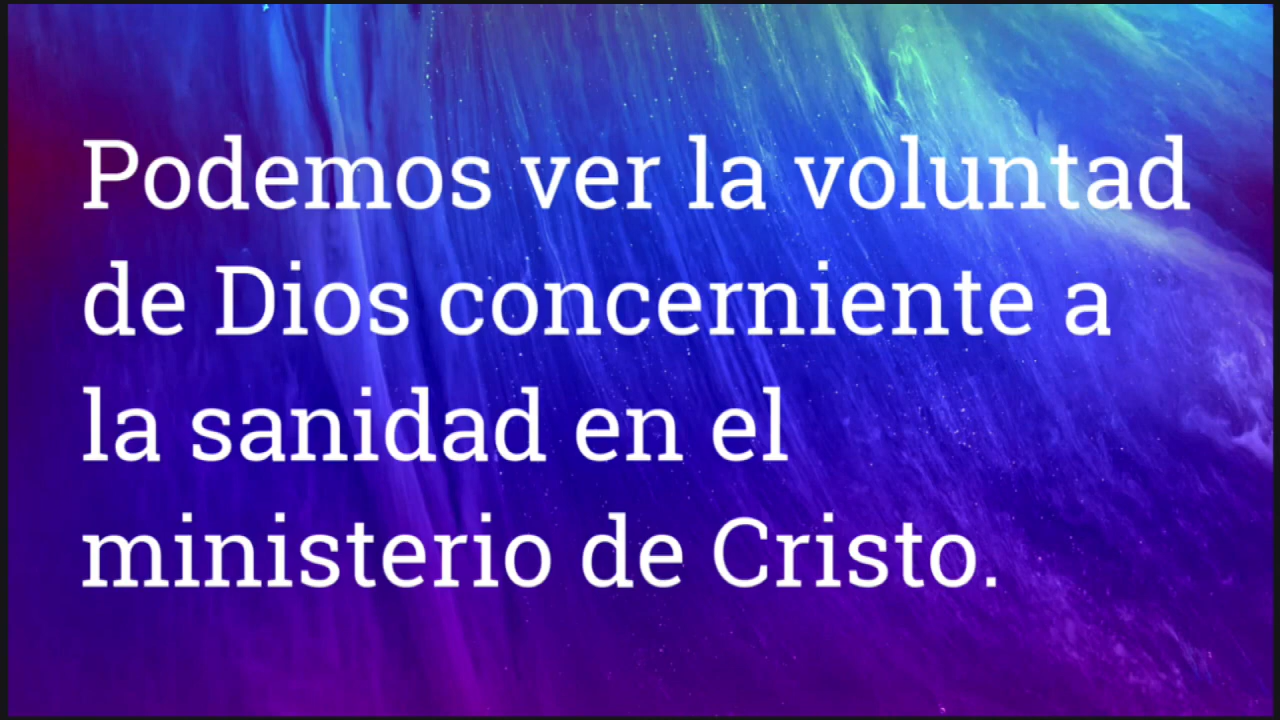 Podemos ver la voluntad
de Dios concerniente a
la sanidad en el
ministerio de Cristo.